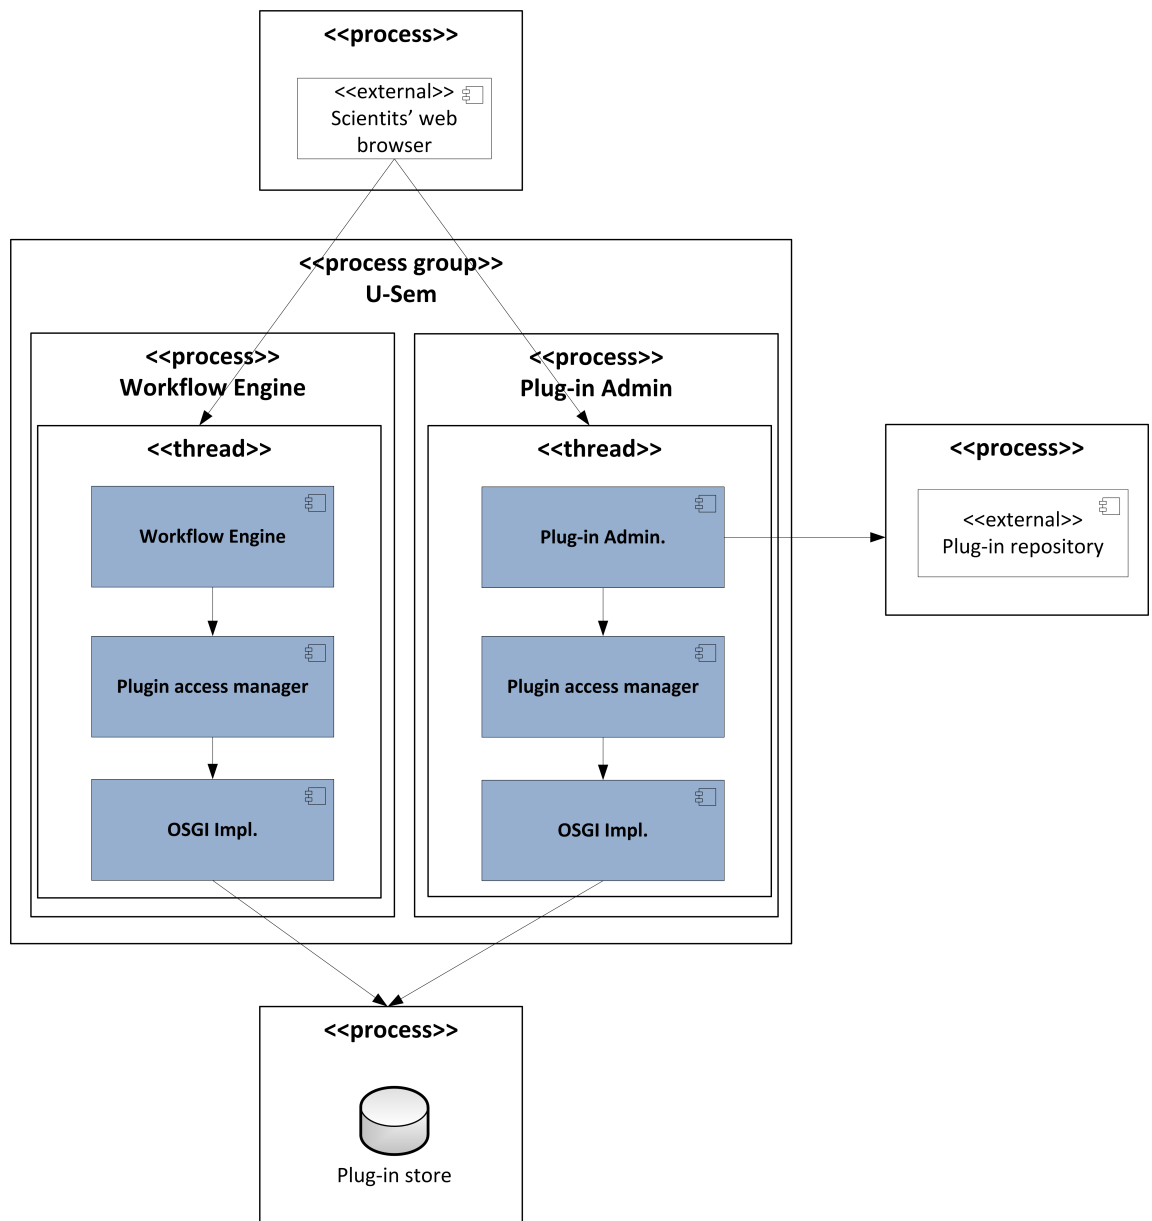 <<process>>
<<external>>
Scientits’ web
browser
<<process group>>
U-Sem
<<process>>
Workflow Engine
<<thread>>
Workflow Engine
Plugin access manager
OSGI Impl.
<<process>>
Plug-in Admin
<<thread>>
Plug-in Admin.
Plugin access manager
OSGI Impl.
<<process>>
<<external>>
Plug-in repository
<<process>>
Plug-in store